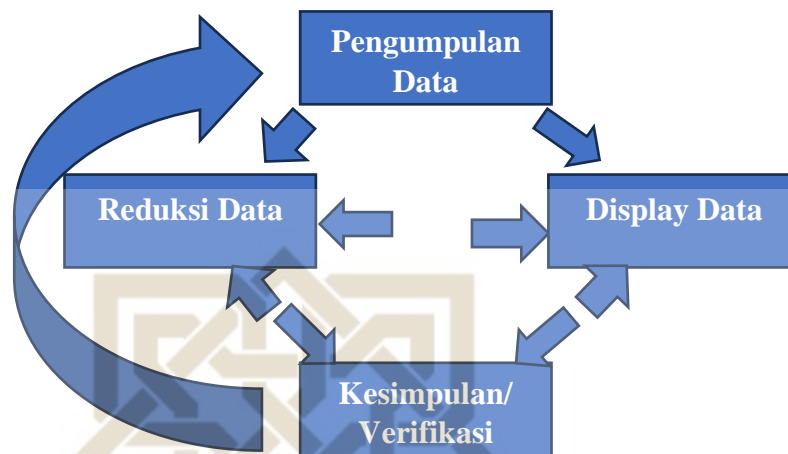 Pengumpulan
Data
Reduksi Data
Display Data
Kesimpulan/
Verifikasi